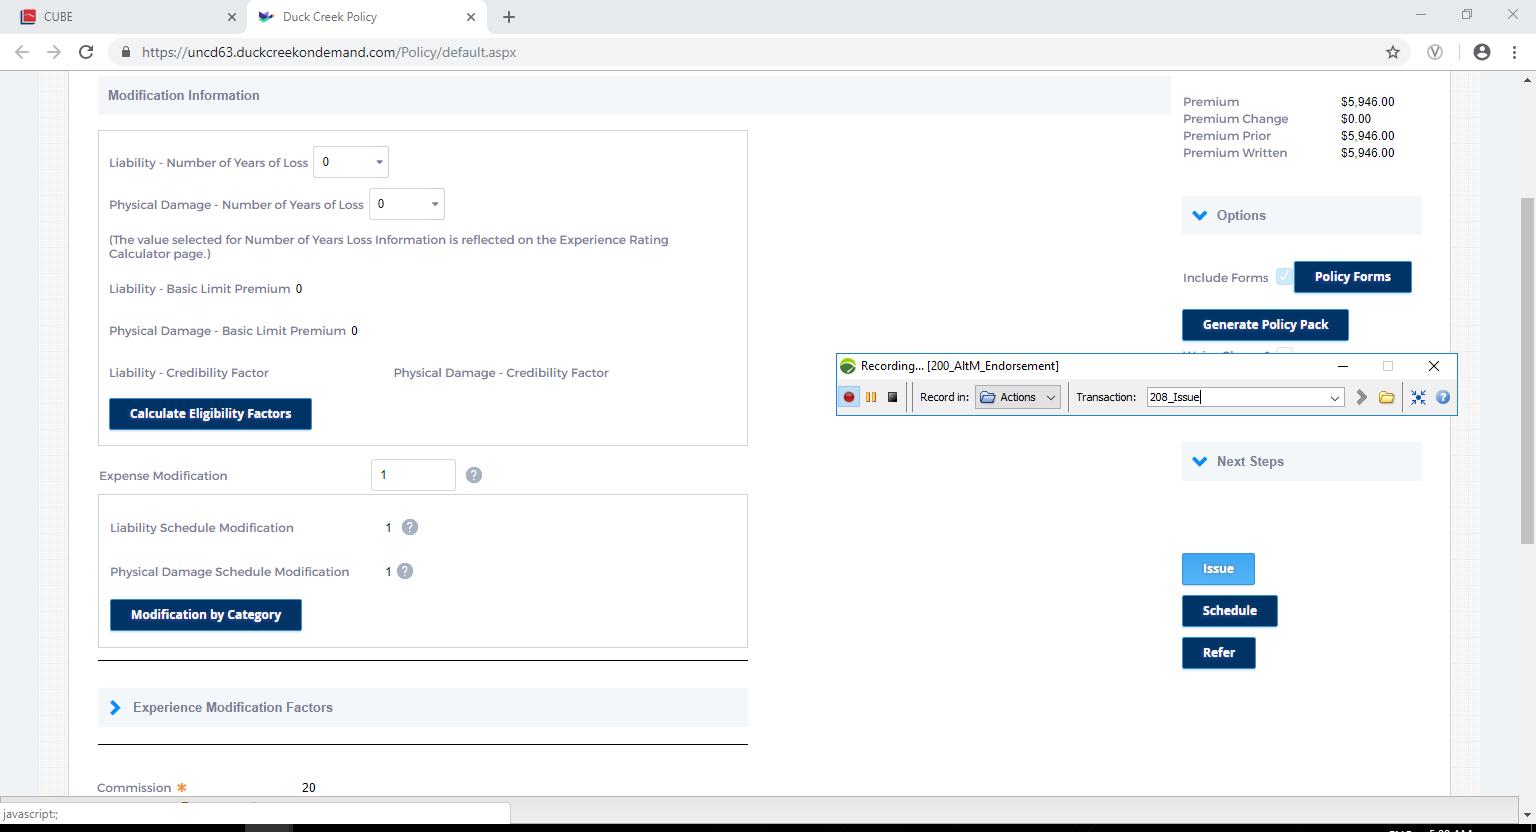 CUBE
Duck Creek Policy
https://uncd63.duckcreekondemand.com/Policy/default.aspx
Modification Information
Premium $5,946.00
Premium Change $0.00
Premium Prior $5,946.00
Premium Written $5,946.00
Liability - Number of Years of Loss 0
Physical Damage - Number of Years of Loss 0
(The value selected for Number of Years Loss Information is reflected on the Experience Rating
Calculator page.)
Liability - Basic Limit Premium 0
Physical Damage - Basic Limit Premium 0
Liability - Credibility Factor Physical Damage - Credibility Factor
Calculate Eligibility Factors
Options
Include Forms Policy Forms
Generate Policy Pack
Recording... [200_AltM_Endorsement]
Record in: Actions Transaction: 208_Issue
Expense Modification 1
Liability Schedule Modification 1
Physical Damage Schedule Modification 1
Modification by Category
Next Steps
Issue
Schedule
Refer
Experience Modification Factors
Commission * 20
javascript:;